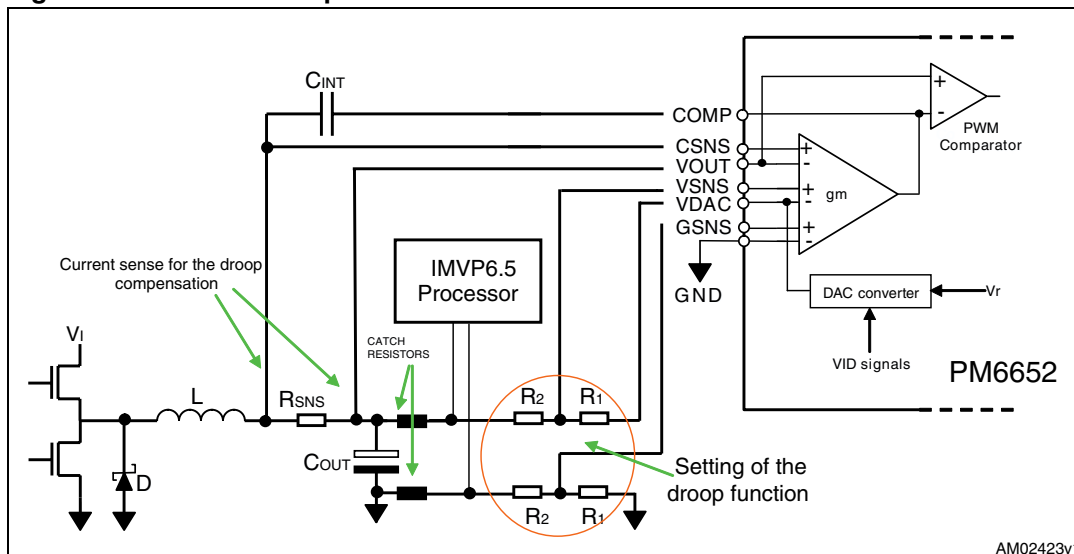 CINT
COMP
CSNS
VOUT
VSNS
VDAC
GSNS
+
-
PWM
Comparator
+
-
+
-
+
-
gm
GND
DAC converter
Vr
VID signals
PM6652
Current sense for the droop
compensation
IMVP6.5
Processor
CATCH
RESISTORS
VI
L
RSNS
R2
R1
D
COUT
R2
R1
Setting of the
droop function